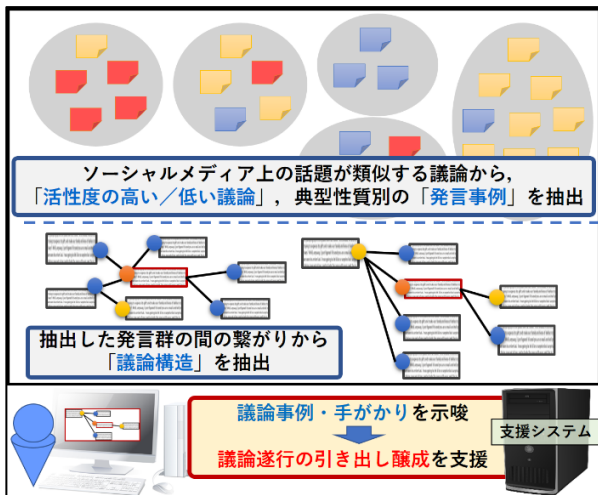 ソーシャルメディア上の話題が類似する議論から,
「活性度の高い／低い議論」, 典型性質別の「発言事例」を抽出
抽出した発言群の間の繋がりから
「議論構造」を抽出
議論事例・手がかりを示唆
議論遂行の引き出し醸成を支援
支援システム